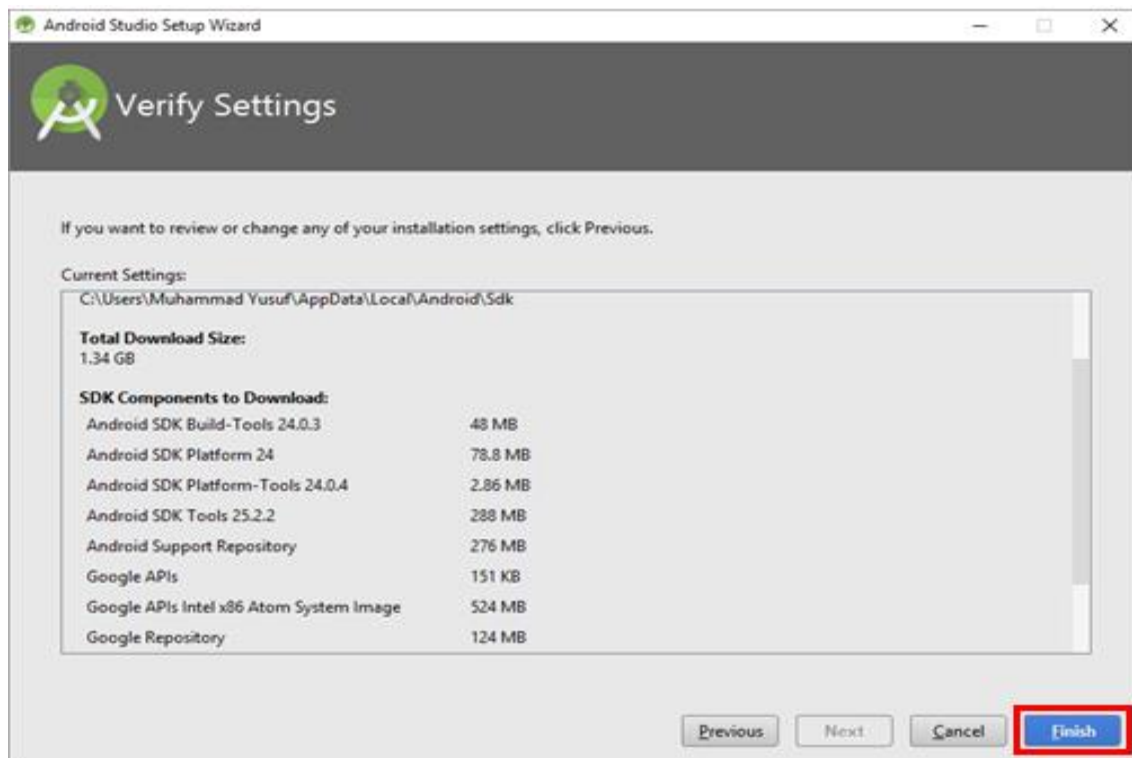 Android Studio Setup Wizard
Verify Settings
If you want to review or change any of your installation settings, click Previous.
Current Settings:
C:\Users\Muhammad Yusuf\AppData\Local\Android\Sdk
Total Download Size:
1.34 GB
SDK Components to Download:
Android SDK Build-Tools 24.0.3 48 MB
Android SDK Platform 24 78.8 MB
Android SDK Platform-Tools 24.0.4 2.86 MB
Android SDK Tools 25.2.2 288 MB
Android Support Repository 276 MB
Google APIs 151 KB
Google APIs Intel x86 Atom System Image 524 MB
Google Repository 124 MB
Previous Next Cancel Finish